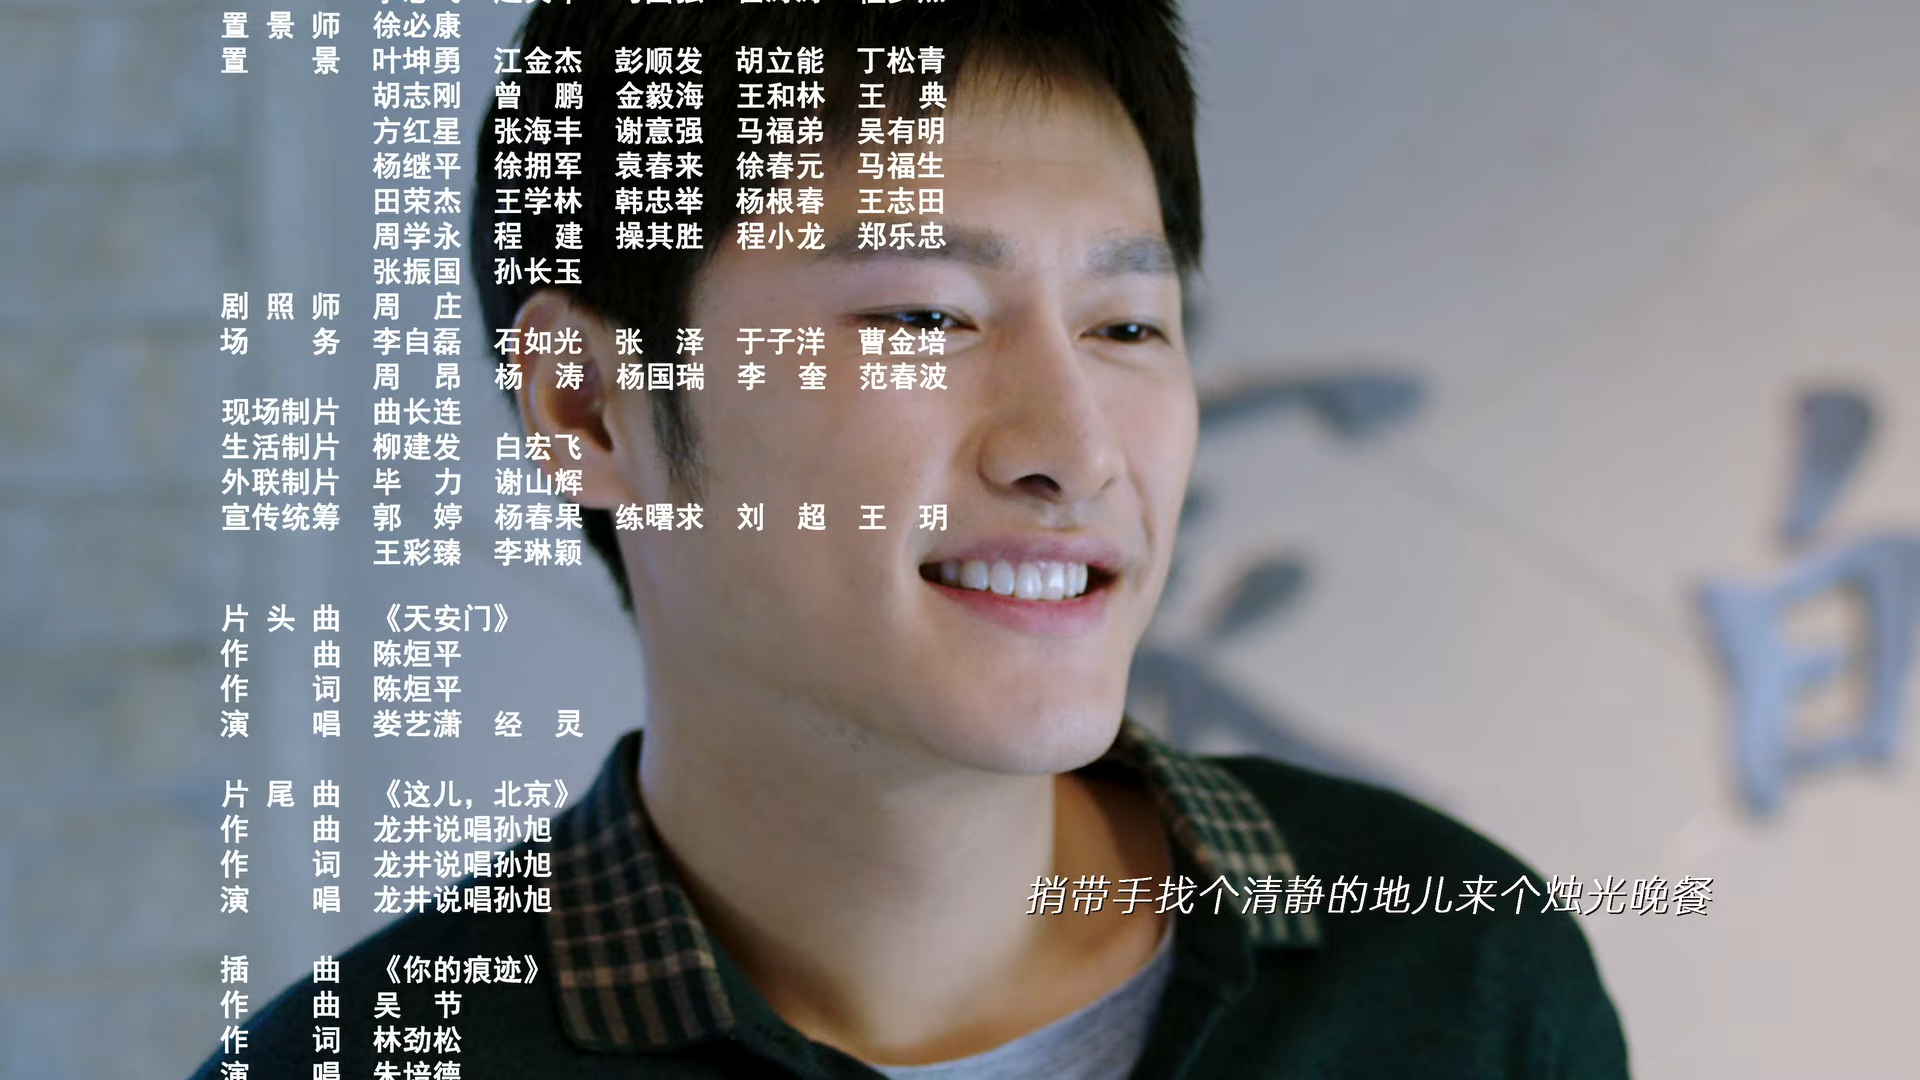 置景师 徐必康
置景 叶坤勇 江金杰 彭顺发 胡立能 丁松青
胡志刚 曾鹏 金毅海 王和林 王典
方红星 张海丰 谢意强 马福弟 吴有明
杨继平 徐拥军 袁春来 徐春元 马福生
田荣杰 王学林 韩忠举 杨根春 王志田
周学永 程建 操其胜 程小龙 郑乐忠
张振国 孙长玉
剧照师 周庄
场务 李自磊 石如光 张泽 于子洋 曹金培
周昂 杨涛 杨国瑞 李奎 范春波
现场制片 曲长连
生活制片 柳建发 白宏飞
外联制片 毕力 谢山辉
宣传统筹 郭婷 杨春果 练曙求 刘超 王玥
王彩臻 李琳颖
片头曲 《天安门》
作曲 陈烜平
作词 陈烜平
演唱 娄艺潇 经灵
片尾曲 《这儿，北京》
作曲 龙井说唱孙旭
作词 龙井说唱孙旭
演唱 龙井说唱孙旭
捎带手找个清静的地儿来个烛光晚餐
插曲 《你的痕迹》
作曲 吴节
作词 林劲松
演唱 朱培德